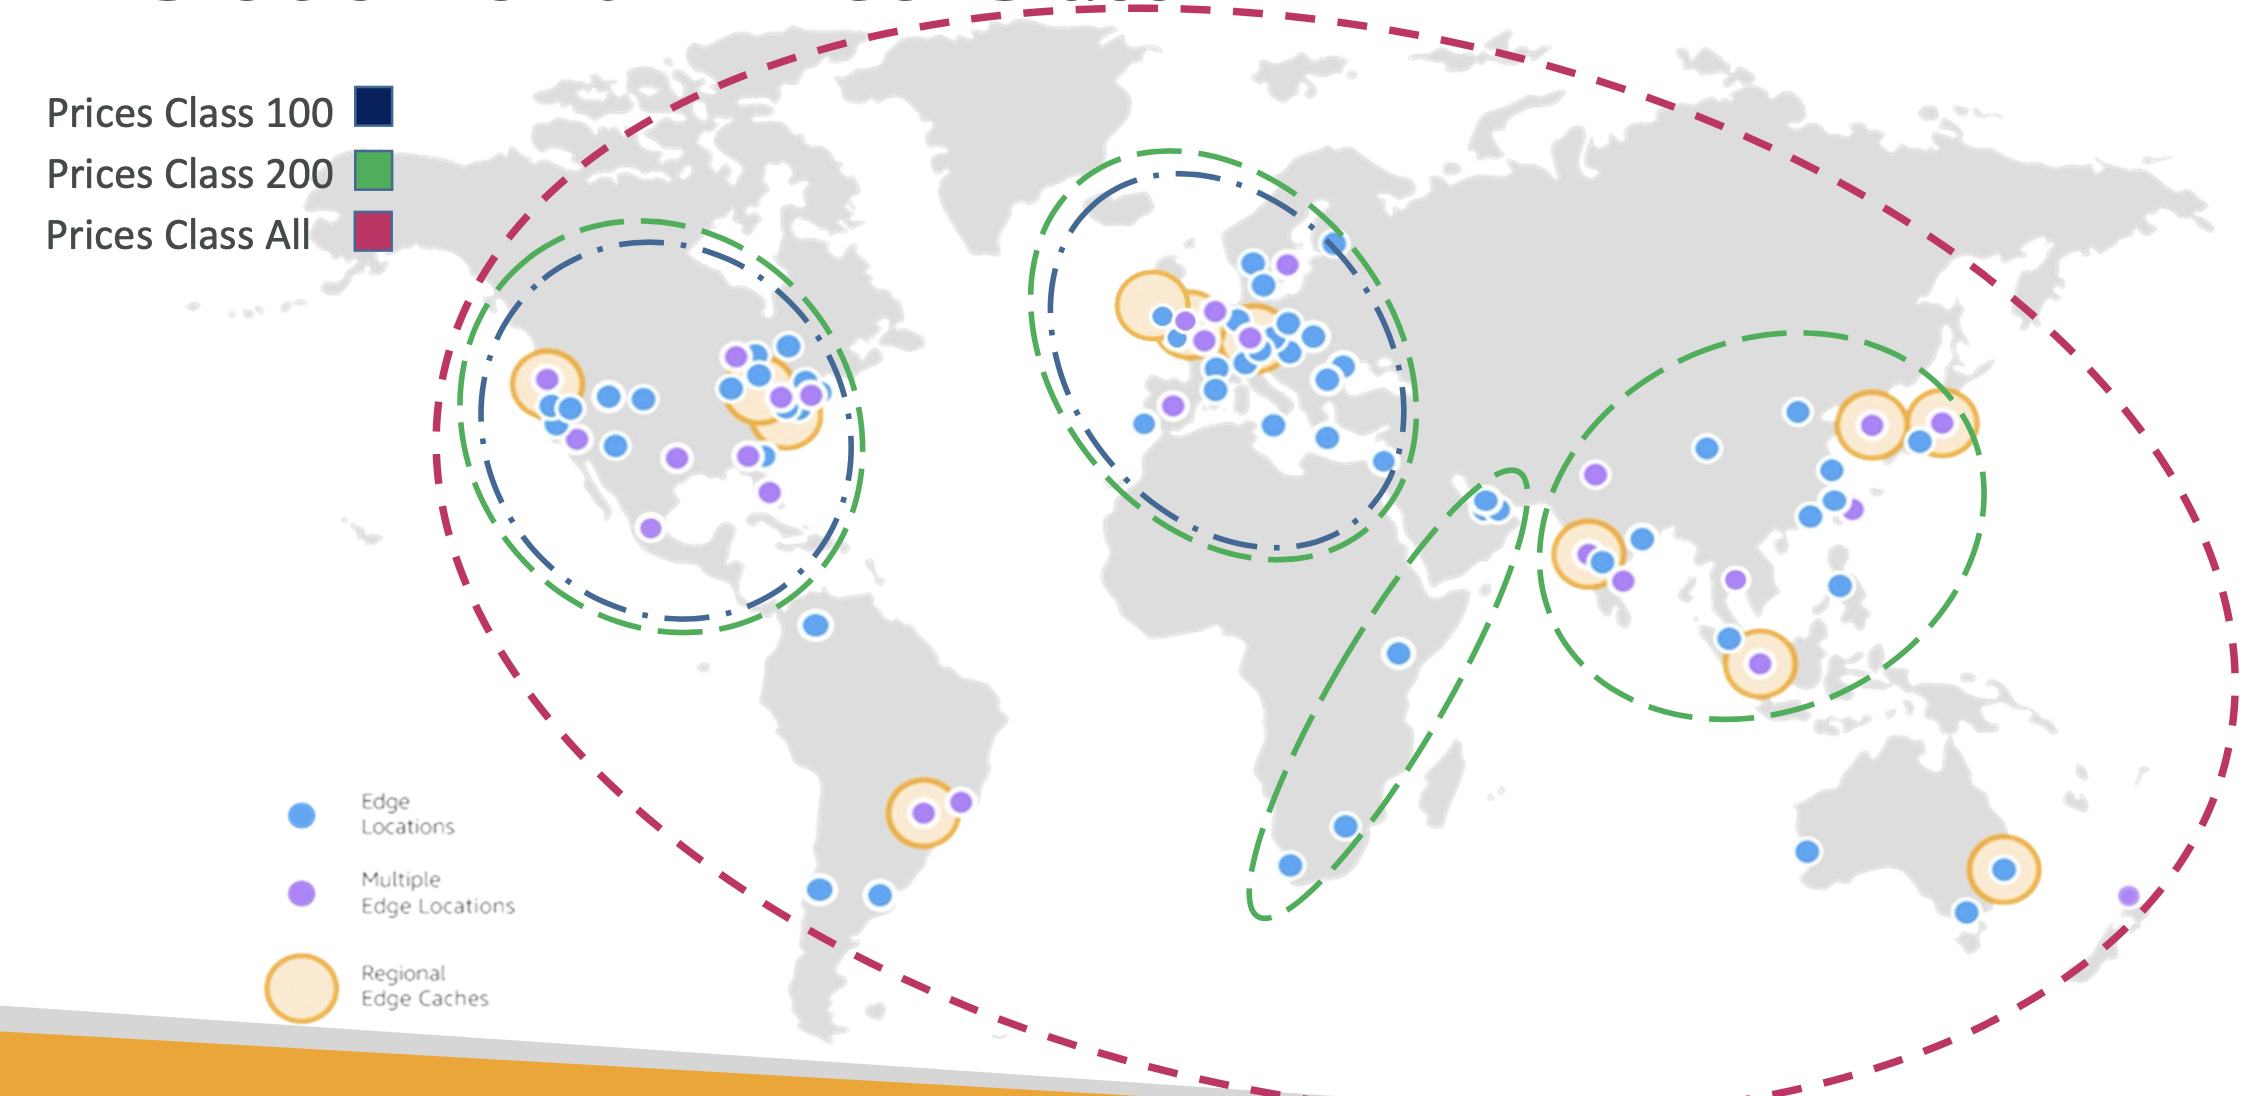 Prices Class 100
Prices Class 200
Prices Class All
Edge
Locations
Multiple
Edge Locations
Regional
Edge Caches